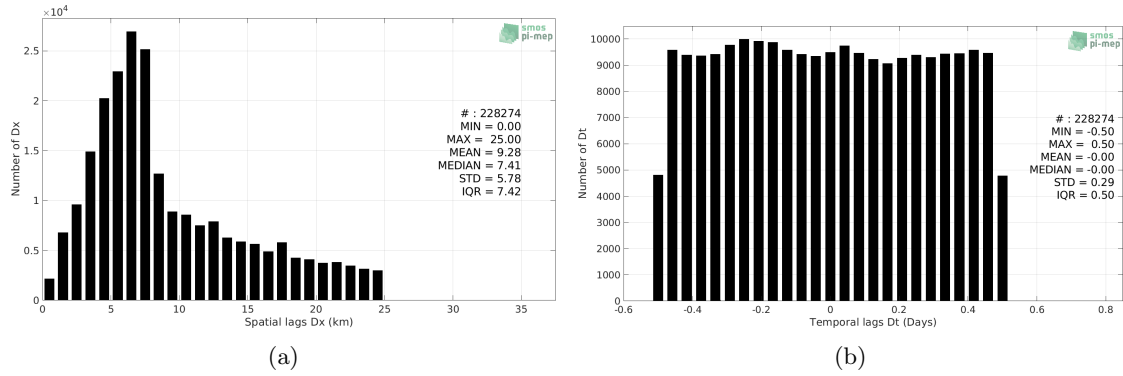 ×10⁴
2.5
2
1.5
1
0.5
0
0 5 10 15 20 25 30 35
Number of Dx
Spatial lags Dx (km)
smos
pi-mep
# : 228274
MIN = 0.00
MAX = 25.00
MEAN = 9.28
MEDIAN = 7.41
STD = 5.78
IQR = 7.42
(a)
10000
9000
8000
7000
6000
5000
4000
3000
2000
1000
0
-0.6 -0.4 -0.2 0 0.2 0.4 0.6 0.8
Number of Dt
Temporal lags Dt (Days)
smos
pi-mep
# : 228274
MIN = -0.50
MAX = 0.50
MEAN = -0.00
MEDIAN = -0.00
STD = 0.29
IQR = 0.50
(b)